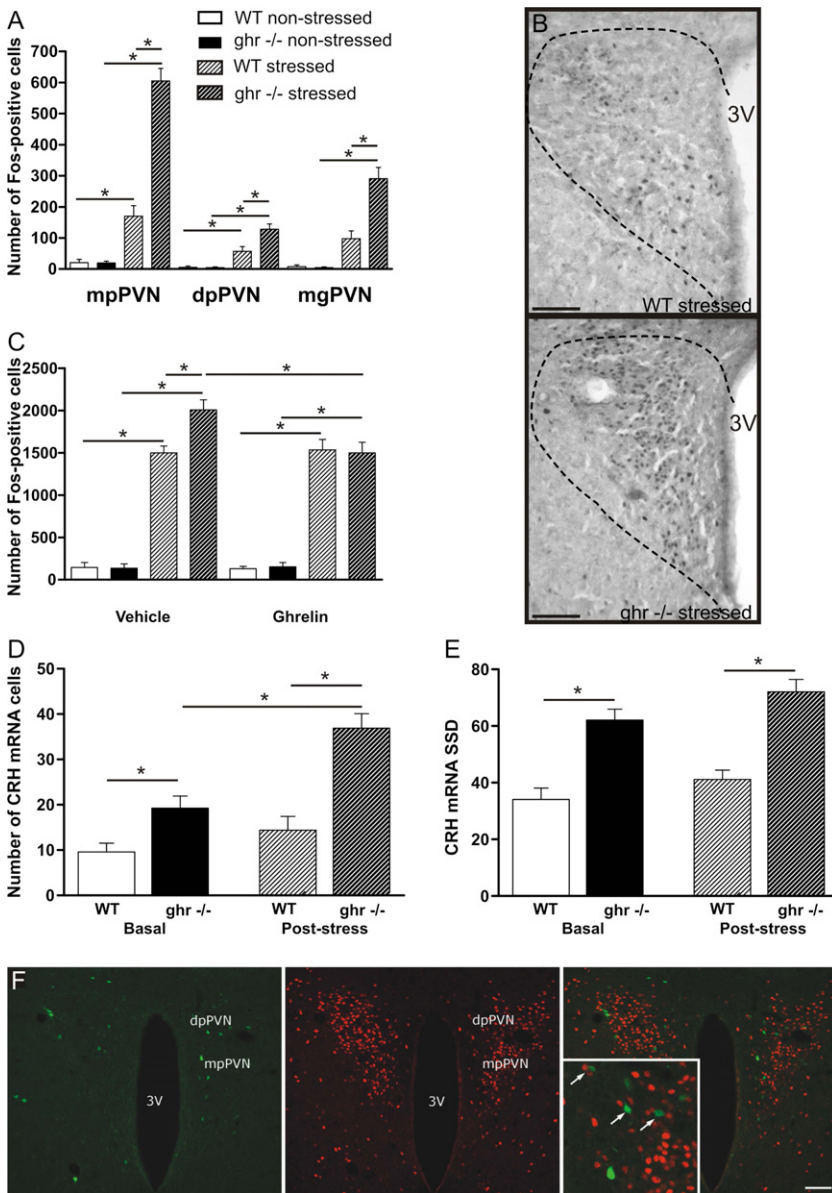 A
WT non-stressed
ghr -/- non-stressed
WT stressed
ghr -/- stressed
Number of Fos-positive cells
700
600
500
400
300
200
100
0
* * * * * * * *
mpPVN dpPVN mgPVN
B
3V
WT stressed
3V
ghr -/- stressed
C
Number of Fos-positive cells
2500
2000
1500
1000
500
0
* * * * * *
Vehicle Ghrelin
D
Number of CRH mRNA cells
50
40
30
20
10
0
* * *
WT ghr -/- WT ghr -/-
Basal Post-stress
E
CRH mRNA SSD
80
60
40
20
0
* *
WT ghr -/- WT ghr -/-
Basal Post-stress
F
dpPVN
mpPVN
3V
dpPVN
mpPVN
3V